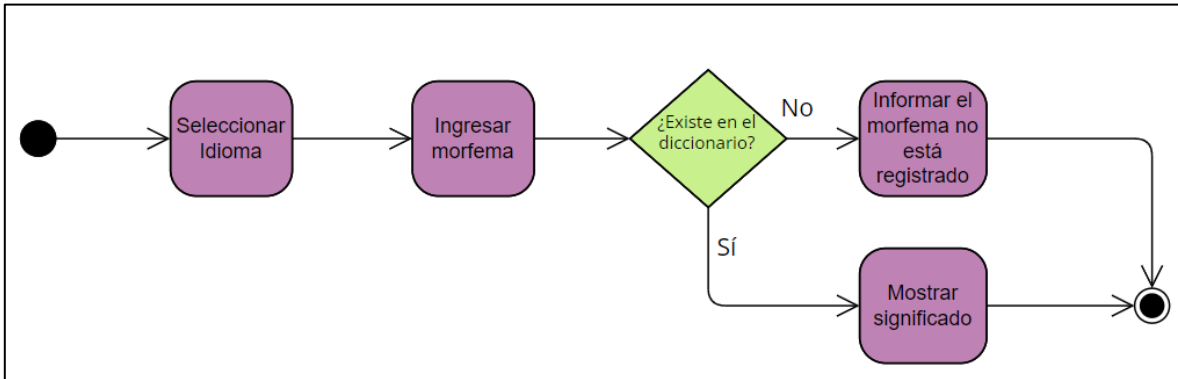 Seleccionar
Idioma
Ingresar
morfema
¿Existe en el
diccionario?
No
Informar el
morfema no
está
registrado
Sí
Mostrar
significado